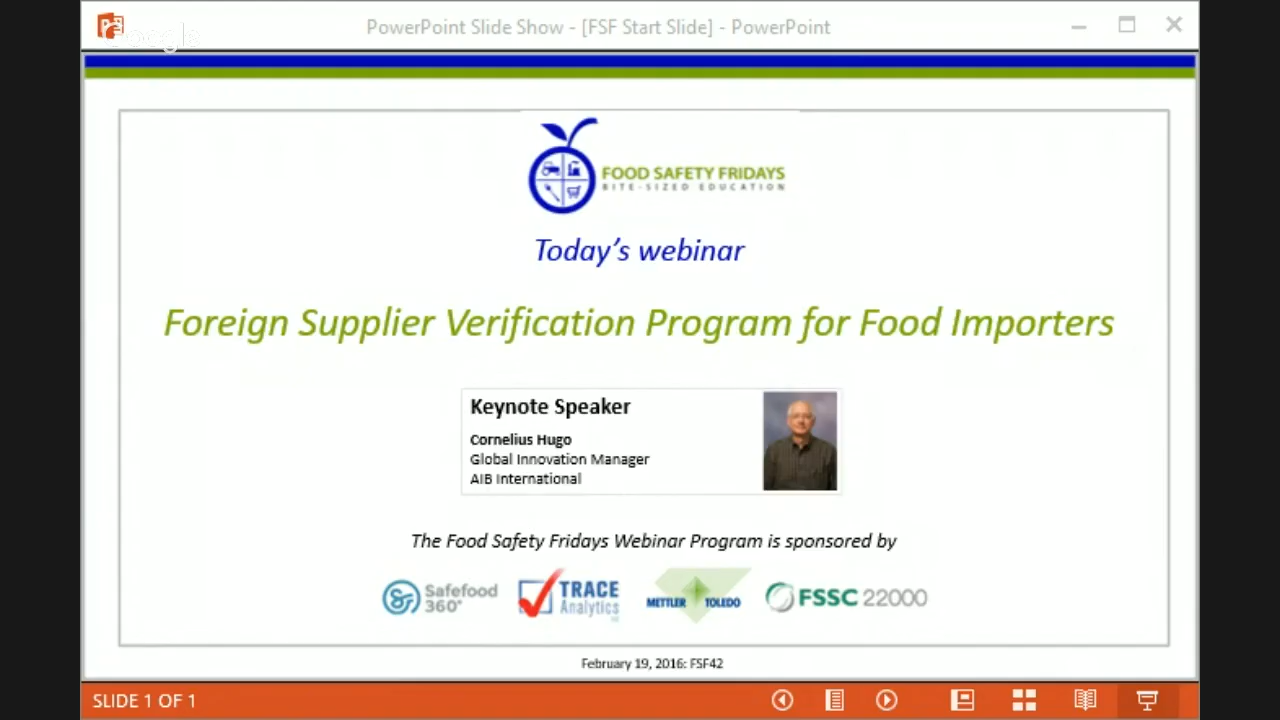 PowerPoint Slide Show - [FSF Start Slide] - PowerPoint
Google
FOOD SAFETY FRIDAYS
BITE-SIZED EDUCATION
Today's webinar
Foreign Supplier Verification Program for Food Importers
Keynote Speaker
Cornelius Hugo
Global Innovation Manager
AIB International
The Food Safety Fridays Webinar Program is sponsored by
Safefood 360°
TRACE Analytics
METTLER TOLEDO
FSSC 22000
February 19, 2016: FSF42
SLIDE 1 OF 1